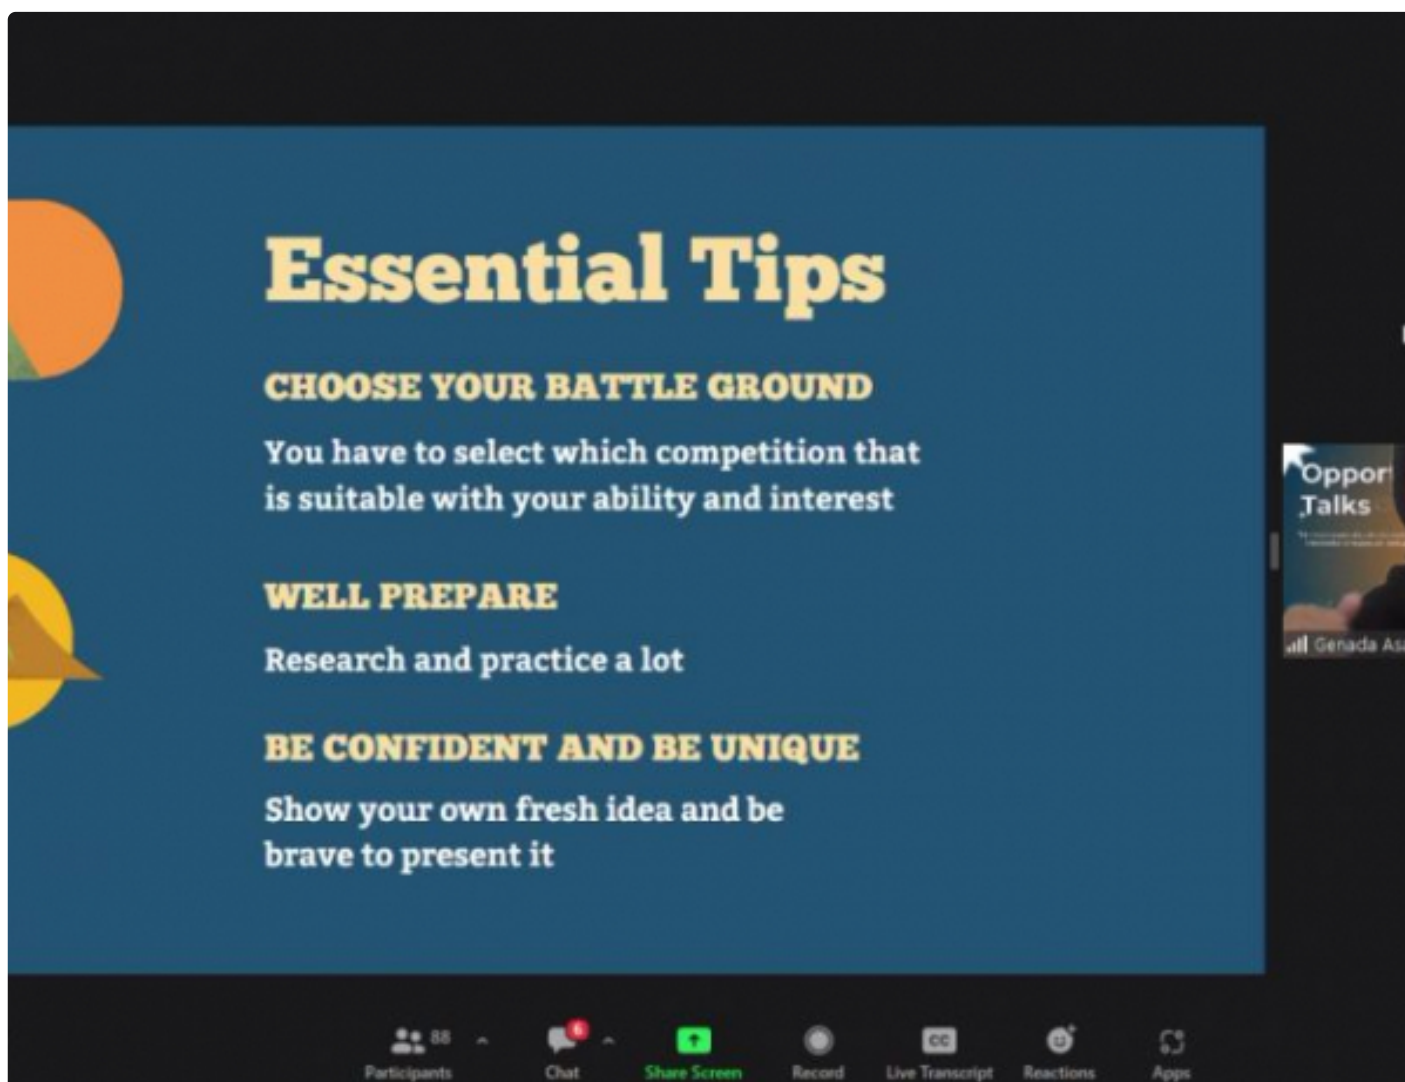 Essential Tips
CHOOSE YOUR BATTLE GROUND
You have to select which competition that
is suitable with your ability and interest
WELL PREPARE
Research and practice a lot
BE CONFIDENT AND BE UNIQUE
Show your own fresh idea and be
brave to present it
Talks
Genada
88
6
Participants
Chat
Share Screen
Record
CC
Live Transcript
Reactions
Apps